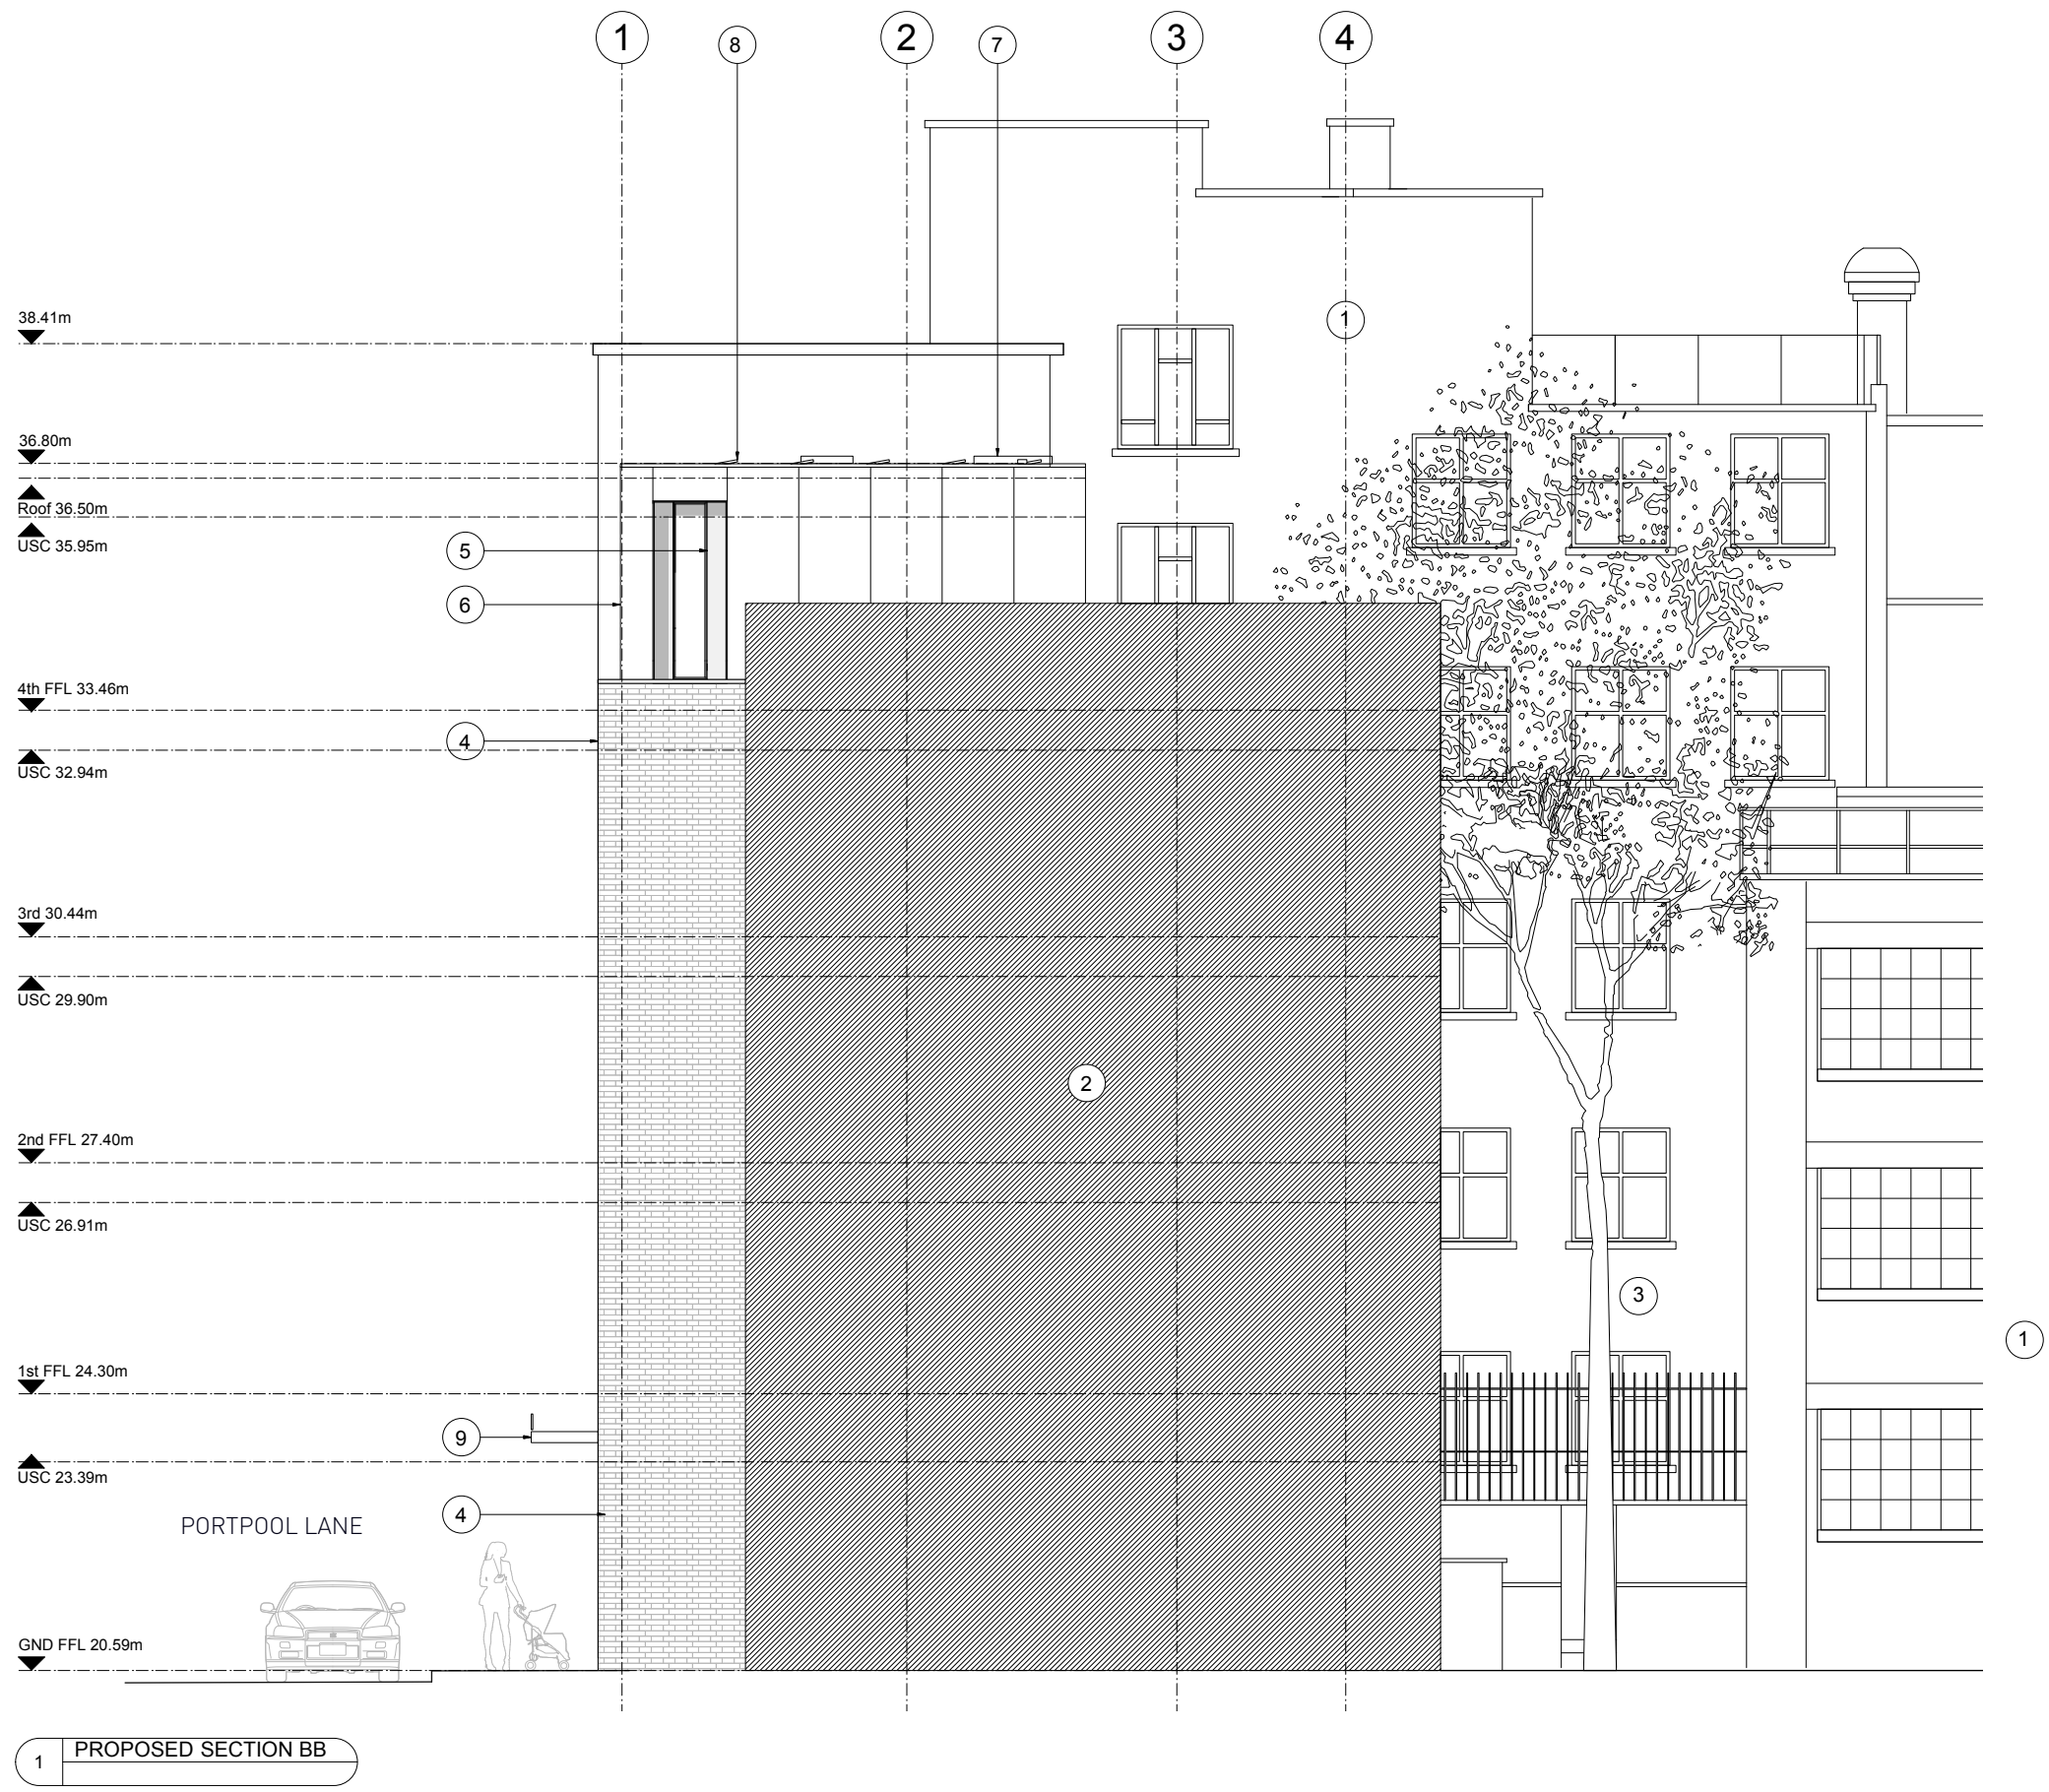 1
8
2
7
3
4
38.41m
1
36.80m
Roof 36.50m
USC 35.95m
5
6
4th FFL 33.46m
4
USC 32.94m
3rd 30.44m
USC 29.90m
2
2nd FFL 27.40m
USC 26.91m
3
1
1st FFL 24.30m
9
USC 23.39m
4
PORTPOOL LANE
GND FFL 20.59m
1 PROPOSED SECTION BB